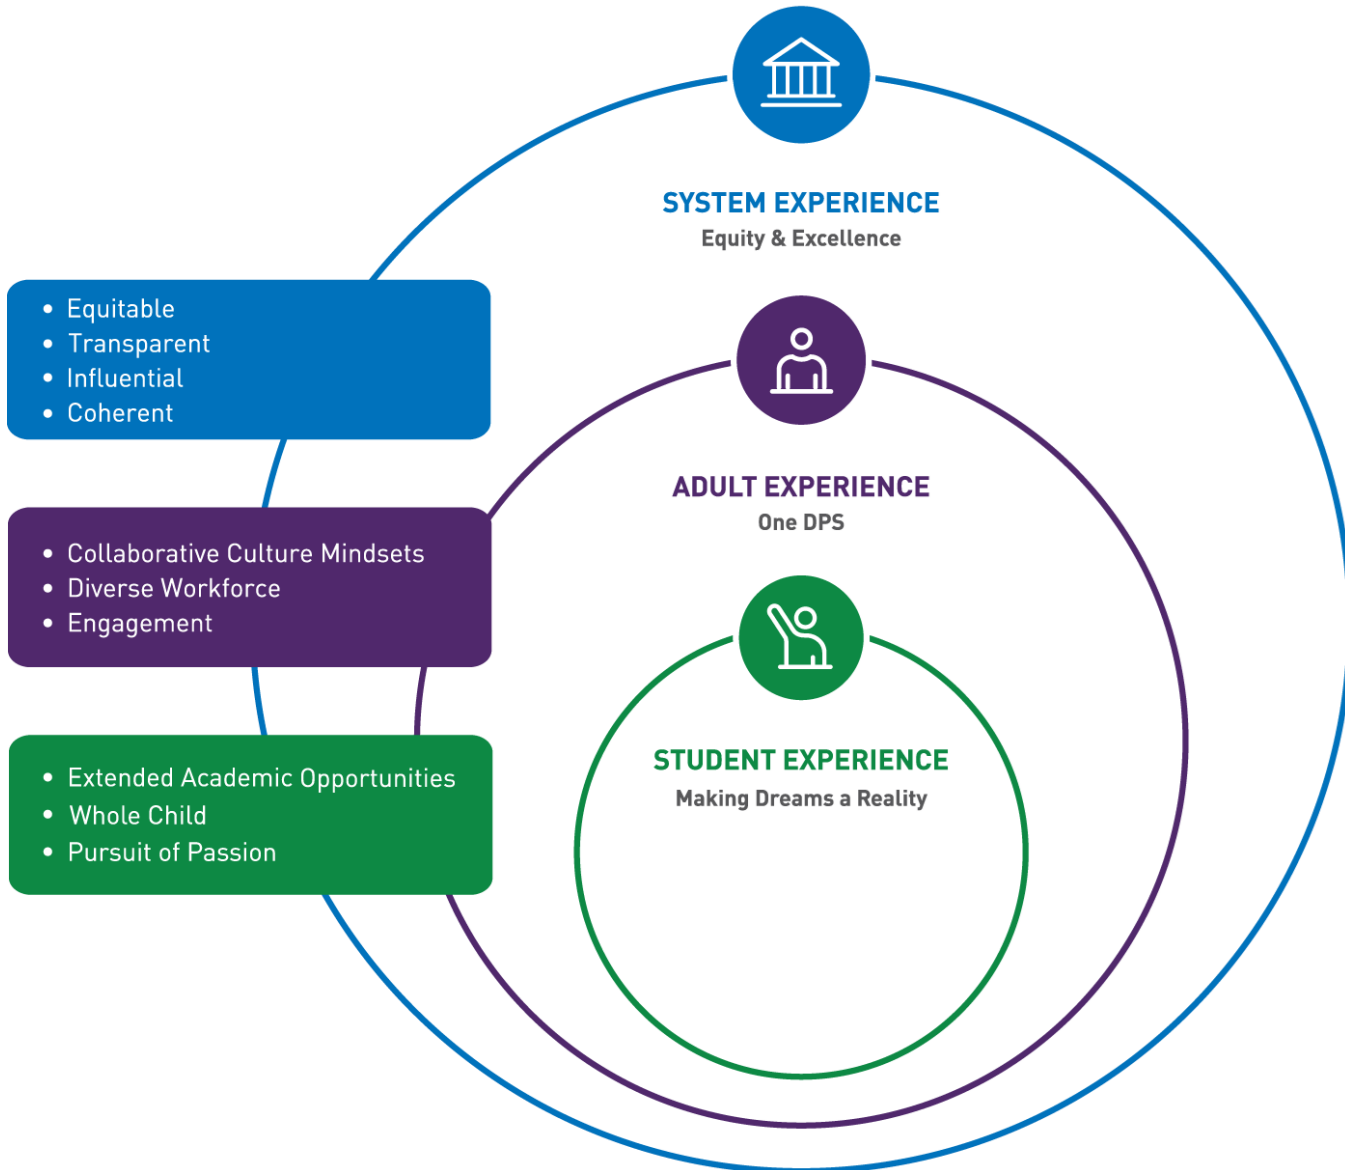 SYSTEM EXPERIENCE
Equity & Excellence
• Equitable
• Transparent
• Influential
• Coherent
ADULT EXPERIENCE
One DPS
• Collaborative Culture Mindsets
• Diverse Workforce
• Engagement
STUDENT EXPERIENCE
Making Dreams a Reality
• Extended Academic Opportunities
• Whole Child
• Pursuit of Passion